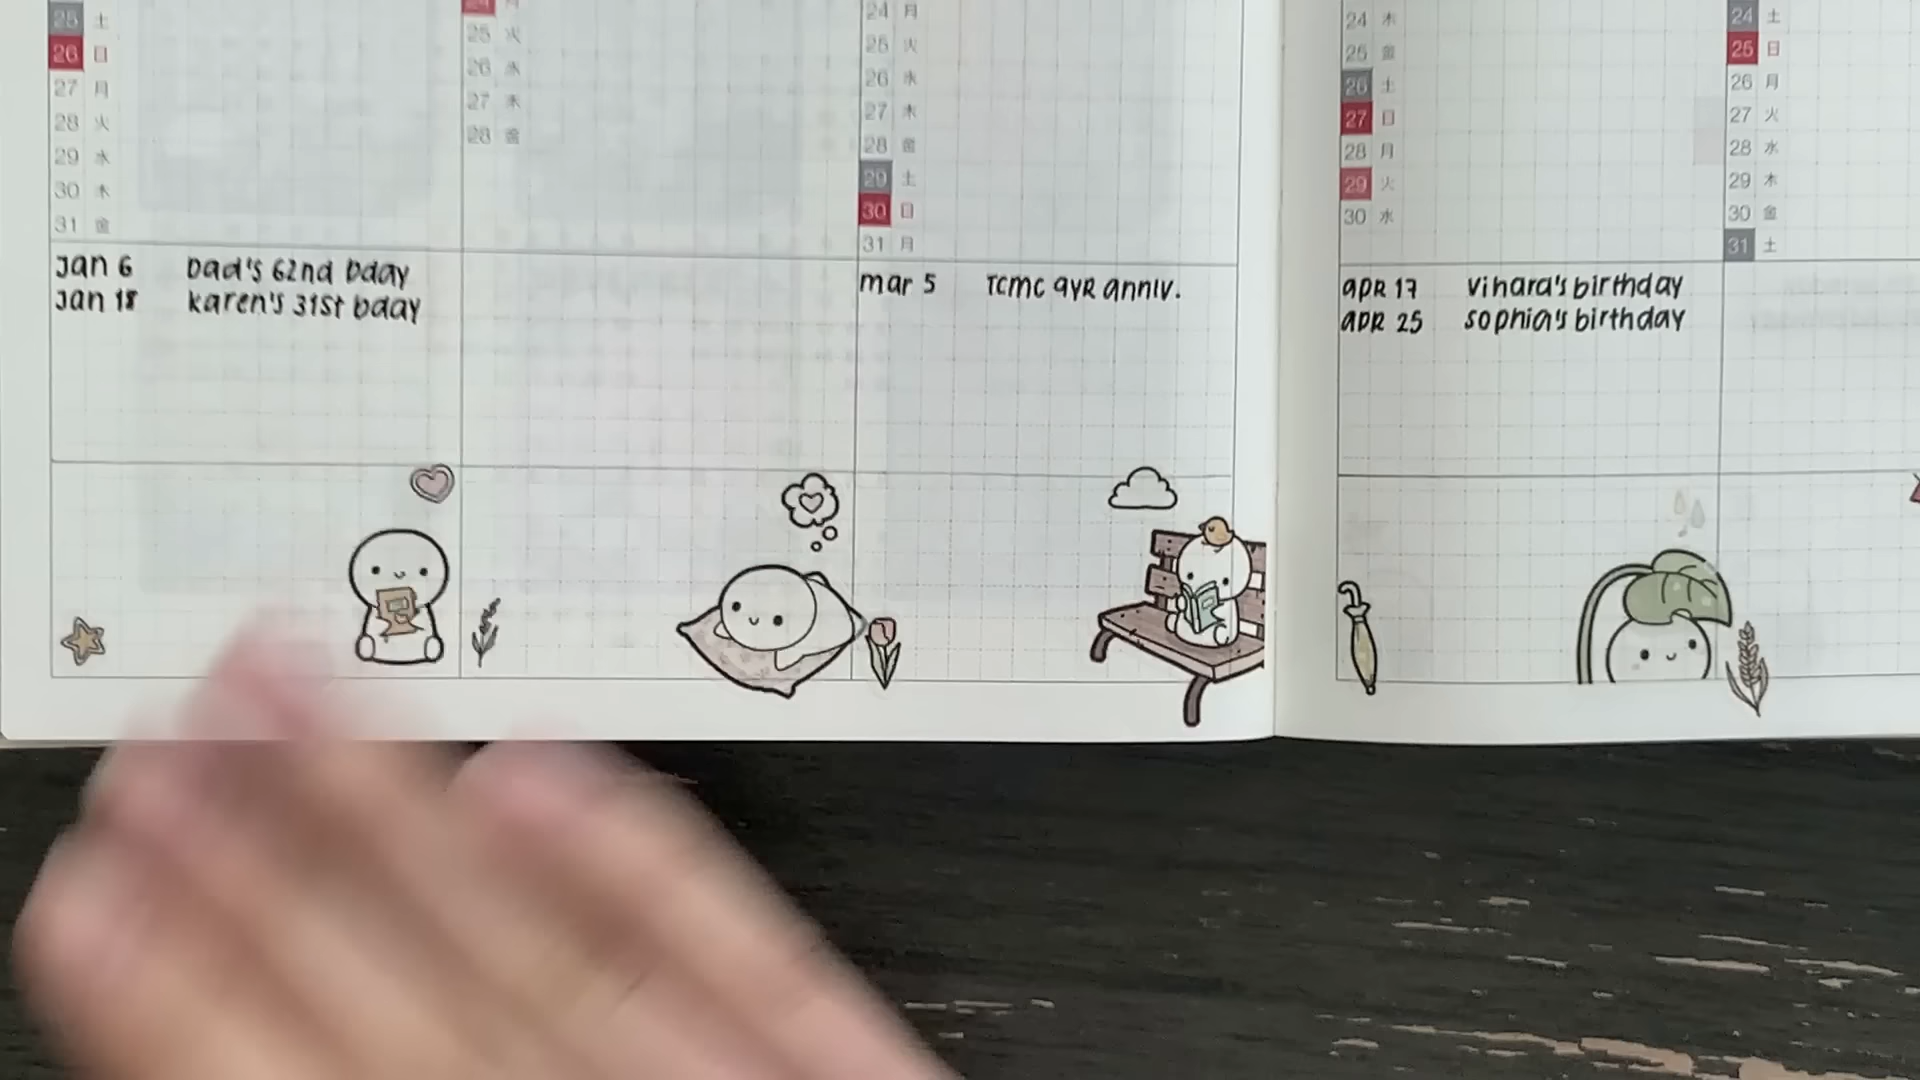 25 土
26 日
27 月
28 火
29 水
30 木
31 金
25 火
26 水
27 木
28 金
24 月
25 火
26 水
27 木
28 金
29 土
30 日
31 月
24 木
25 金
26 土
27 日
28 月
29 火
30 水
24 土
25 日
26 月
27 火
28 水
29 木
30 金
31 土
Jan 6 Dad's 62nd bday
Jan 18 karen's 31st bday
mar 5 TCMC 9YR anniv.
apr 17 vihara's birthday
apr 25 sophia's birthday